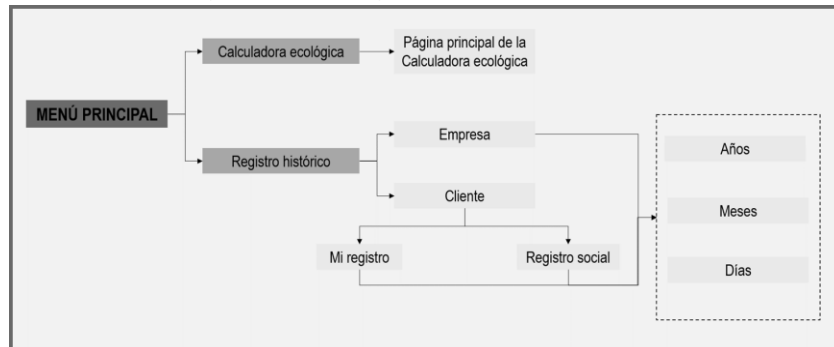 Calculadora ecológica
Página principal de la
Calculadora ecológica
MENÚ PRINCIPAL
Registro histórico
Empresa
Cliente
Mi registro
Registro social
Años
Meses
Días